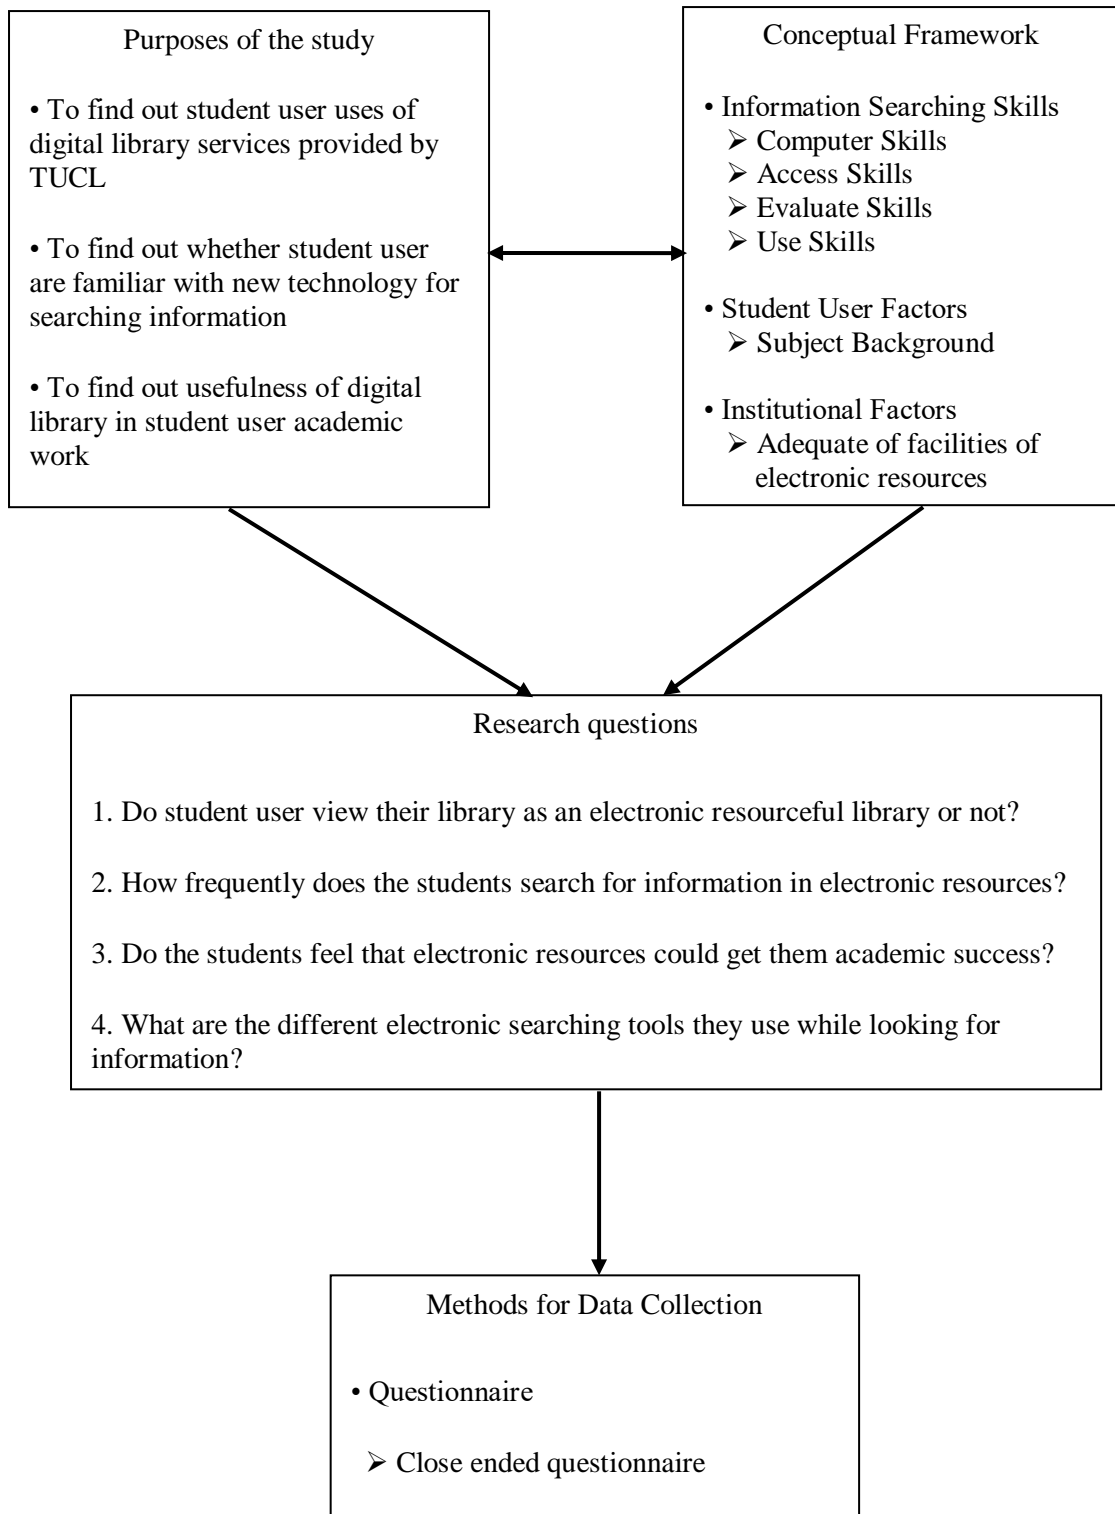 Purposes of the study
• To find out student user uses of
digital library services provided by
TUCL
• To find out whether student user
are familiar with new technology for
searching information
• To find out usefulness of digital
library in student user academic
work
Conceptual Framework
• Information Searching Skills
➢ Computer Skills
➢ Access Skills
➢ Evaluate Skills
➢ Use Skills
• Student User Factors
➢ Subject Background
• Institutional Factors
➢ Adequate of facilities of
electronic resources
Research questions
1. Do student user view their library as an electronic resourceful library or not?
2. How frequently does the students search for information in electronic resources?
3. Do the students feel that electronic resources could get them academic success?
4. What are the different electronic searching tools they use while looking for
information?
Methods for Data Collection
• Questionnaire
➢ Close ended questionnaire